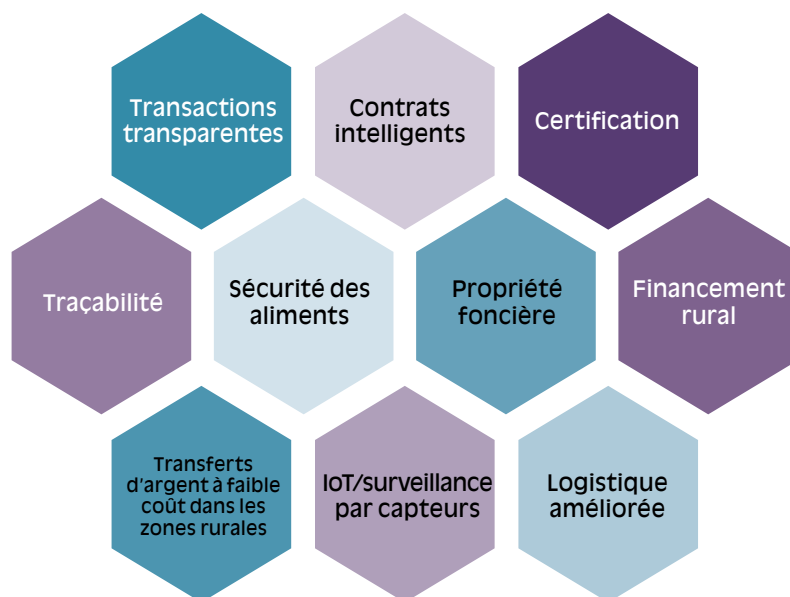 Transactions
transparentes
Contrats
intelligents
Certification
Traçabilité
Sécurité des
aliments
Propriété
foncière
Financement
rural
Transferts
d'argent à faible
coût dans les
zones rurales
IoT/surveillance
par capteurs
Logistique
améliorée